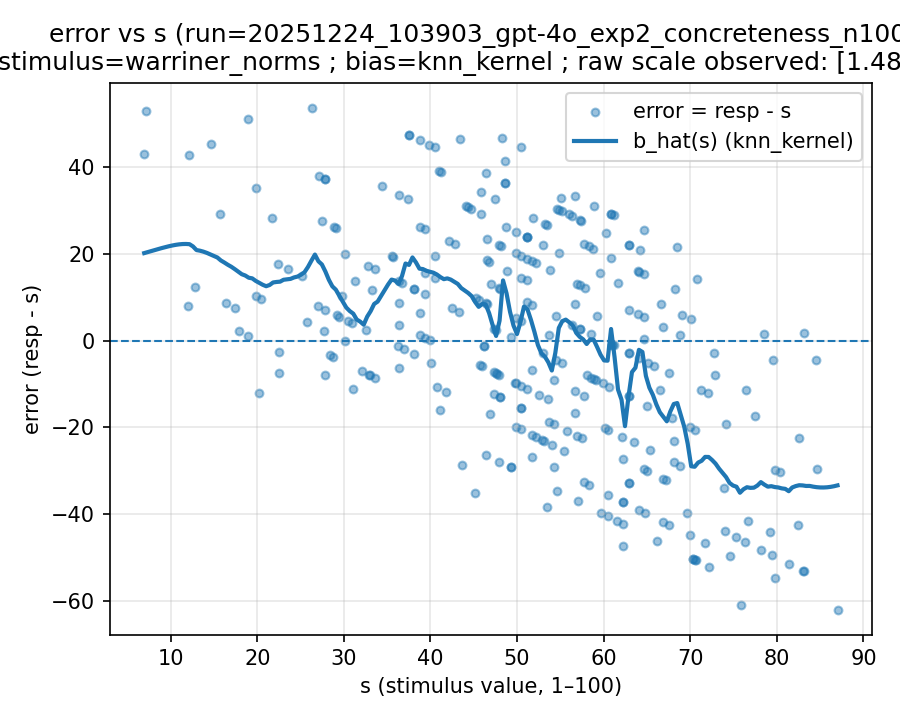 error vs s (run=20251224_103903_gpt-4o_exp2_concreteness_n100
stimulus=warriner_norms ; bias=knn_kernel ; raw scale observed: [1.48
error = resp - s
b_hat(s) (knn_kernel)
error (resp - s)
40
20
0
−20
−40
−60
10 20 30 40 50 60 70 80 90
s (stimulus value, 1–100)